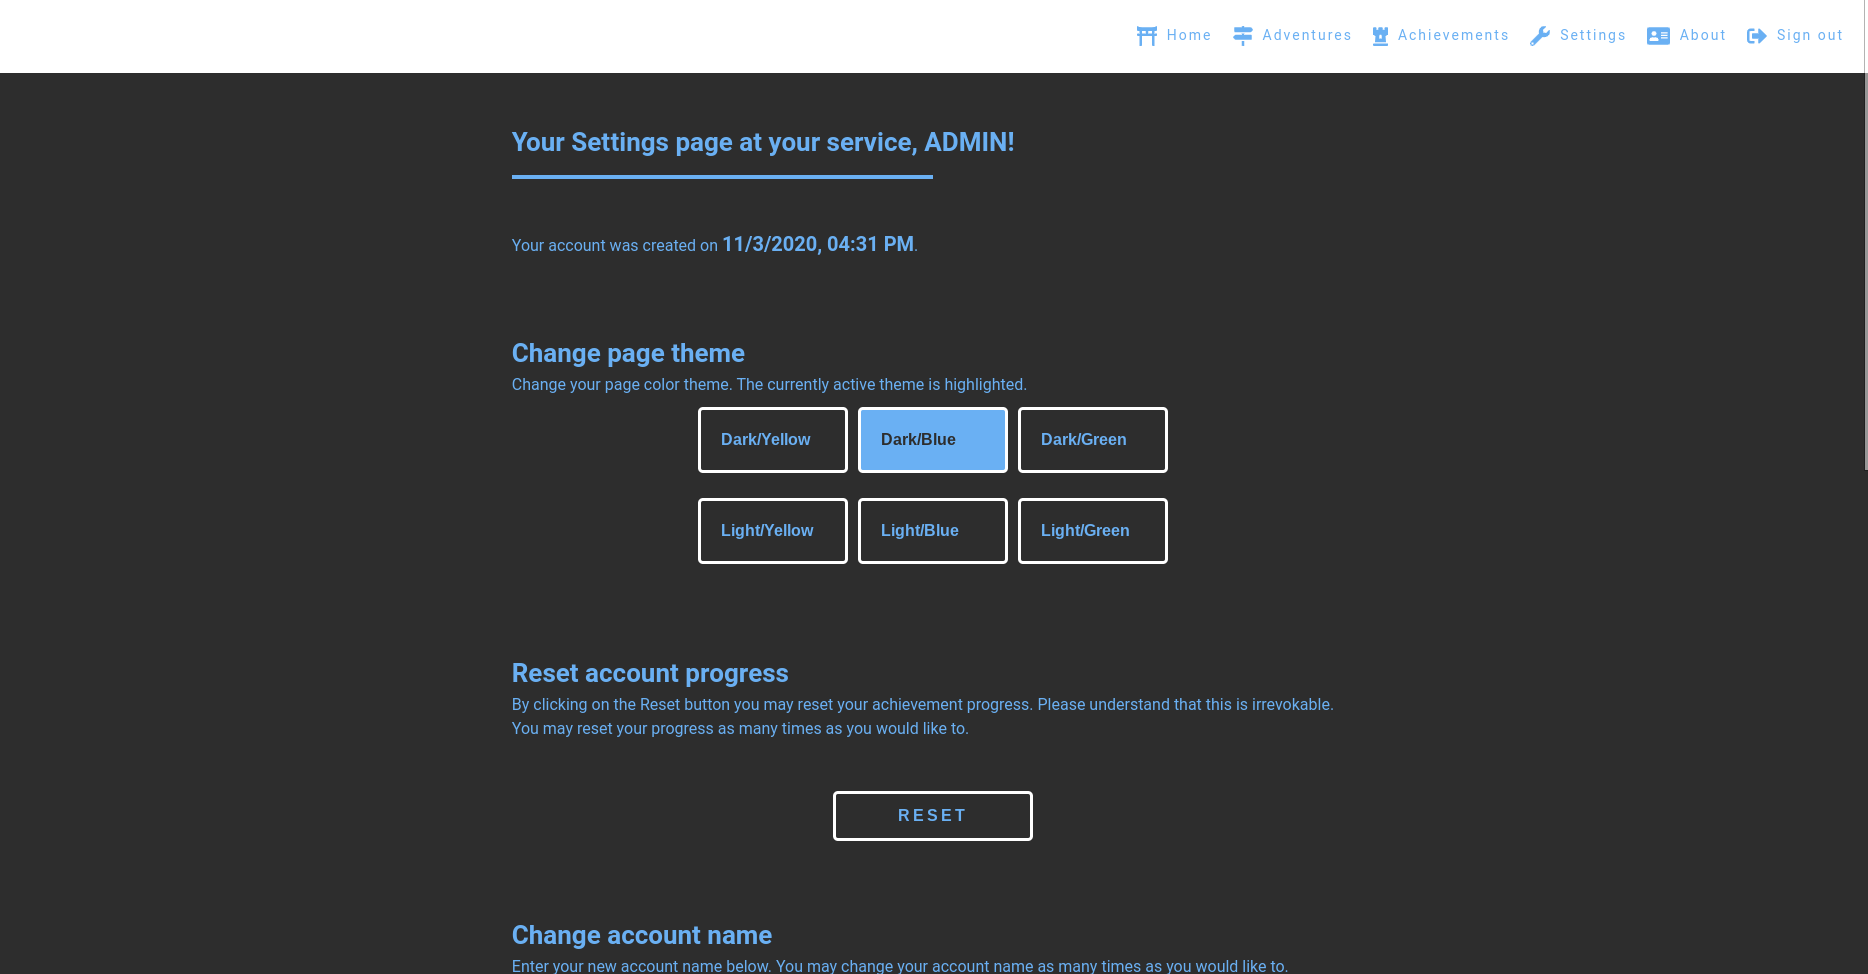 Home Adventures Achievements Settings About Sign out
Your Settings page at your service, ADMIN!
Your account was created on 11/3/2020, 04:31 PM.
Change page theme
Change your page color theme. The currently active theme is highlighted.
Dark/Yellow Dark/Blue Dark/Green
Light/Yellow Light/Blue Light/Green
Reset account progress
By clicking on the Reset button you may reset your achievement progress. Please understand that this is irrevokable.
You may reset your progress as many times as you would like to.
RESET
Change account name
Enter your new account name below. You may change your account name as many times as you would like to.